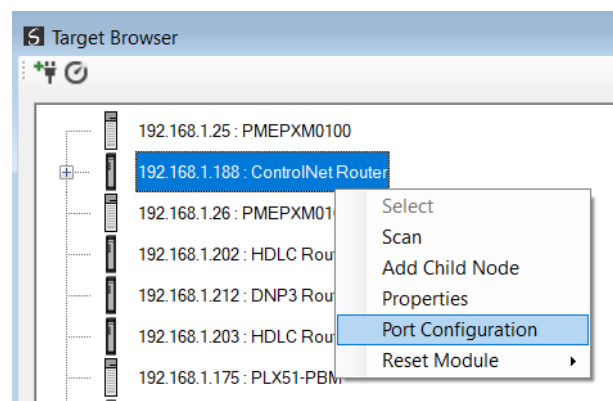 Target Browser
192.168.1.25 : PMEPXM0100
192.168.1.188 : ControlNet Router
192.168.1.26 : PMEPXM01
Select
Scan
192.168.1.202 : HDLC Rou
Add Child Node
192.168.1.212 : DNP3 Rou
Properties
192.168.1.203 : HDLC Rou
Port Configuration
Reset Module
192.168.1.175 : PLX51-PBM